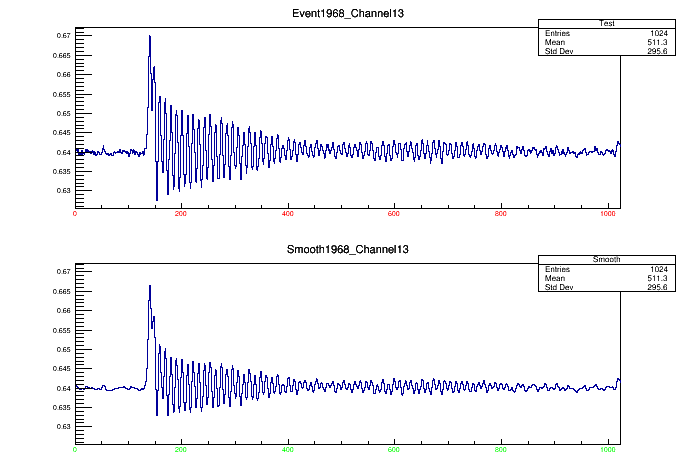 Event1968_Channel13
Test
Entries 1024
Mean 511.3
Std Dev 295.6
0.67
0.665
0.66
0.655
0.65
0.645
0.64
0.635
0.63
0 200 400 600 800 1000
Smooth1968_Channel13
Smooth
Entries 1024
Mean 511.3
Std Dev 295.6
0.67
0.665
0.66
0.655
0.65
0.645
0.64
0.635
0.63
0 200 400 600 800 1000